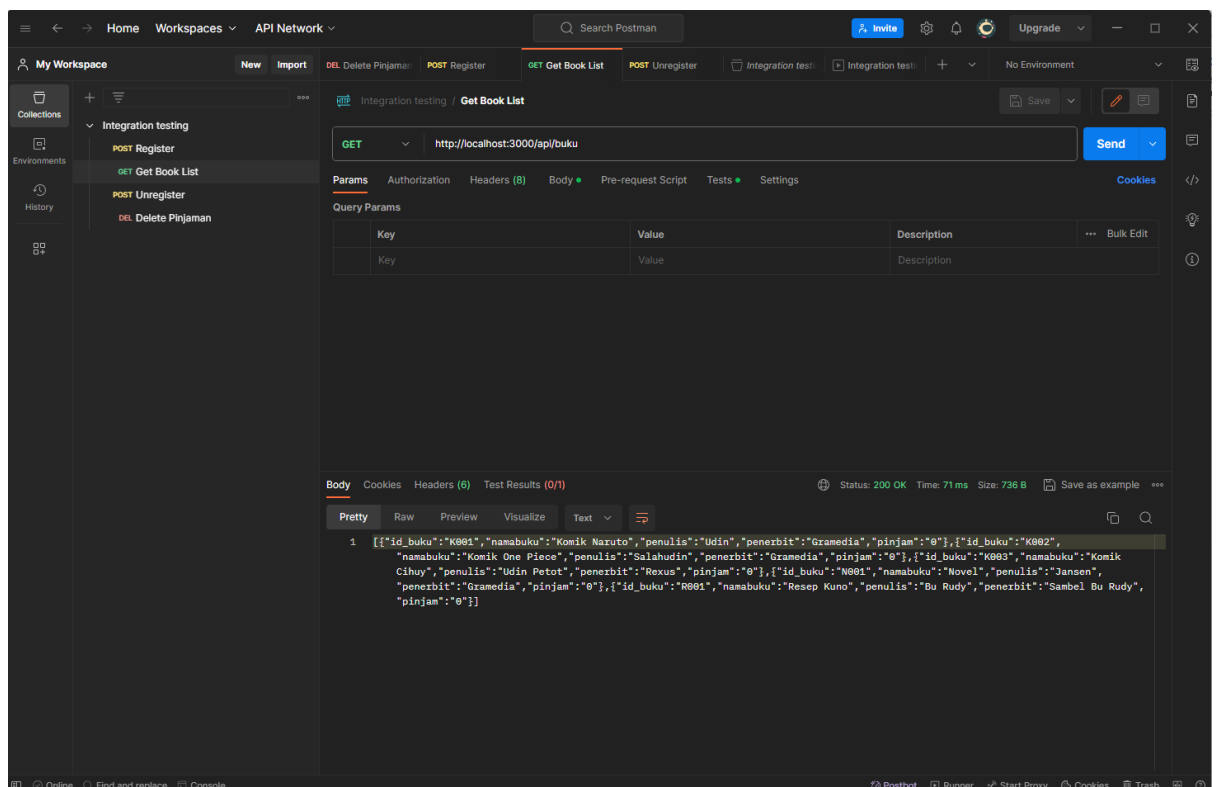 Home Workspaces API Network Search Postman Invite Upgrade
My Workspace New Import DEL Delete Pinjaman POST Register GET Get Book List POST Unregister Integration testi Integration testi No Environment
Collections
Environments
History
Integration testing
POST Register
GET Get Book List
POST Unregister
DEL Delete Pinjaman
HTTP Integration testing / Get Book List Save
GET http://localhost:3000/api/buku Send
Params Authorization Headers (8) Body Pre-request Script Tests Settings Cookies
Query Params
Key Value Description Bulk Edit
Key Value Description
Body Cookies Headers (6) Test Results (0/1) Status: 200 OK Time: 71 ms Size: 736 B Save as example
Pretty Raw Preview Visualize Text
1 [{"id_buku":"K001","namabuku":"Komik Naruto","penulis":"Udin","penerbit":"Gramedia","pinjam":"0"},{"id_buku":"K002",
"namabuku":"Komik One Piece","penulis":"Salahudin","penerbit":"Gramedia","pinjam":"0"},{"id_buku":"K003","namabuku":"Komik
Cihuy","penulis":"Udin Petot","penerbit":"Rexus","pinjam":"0"},{"id_buku":"N001","namabuku":"Novel","penulis":"Jansen",
"penerbit":"Gramedia","pinjam":"0"},{"id_buku":"R001","namabuku":"Resep Kuno","penulis":"Bu Rudy","penerbit":"Sambel Bu Rudy",
"pinjam":"0"}]
Online Find and replace Console Postbot Runner Start Proxy Cookies Trash